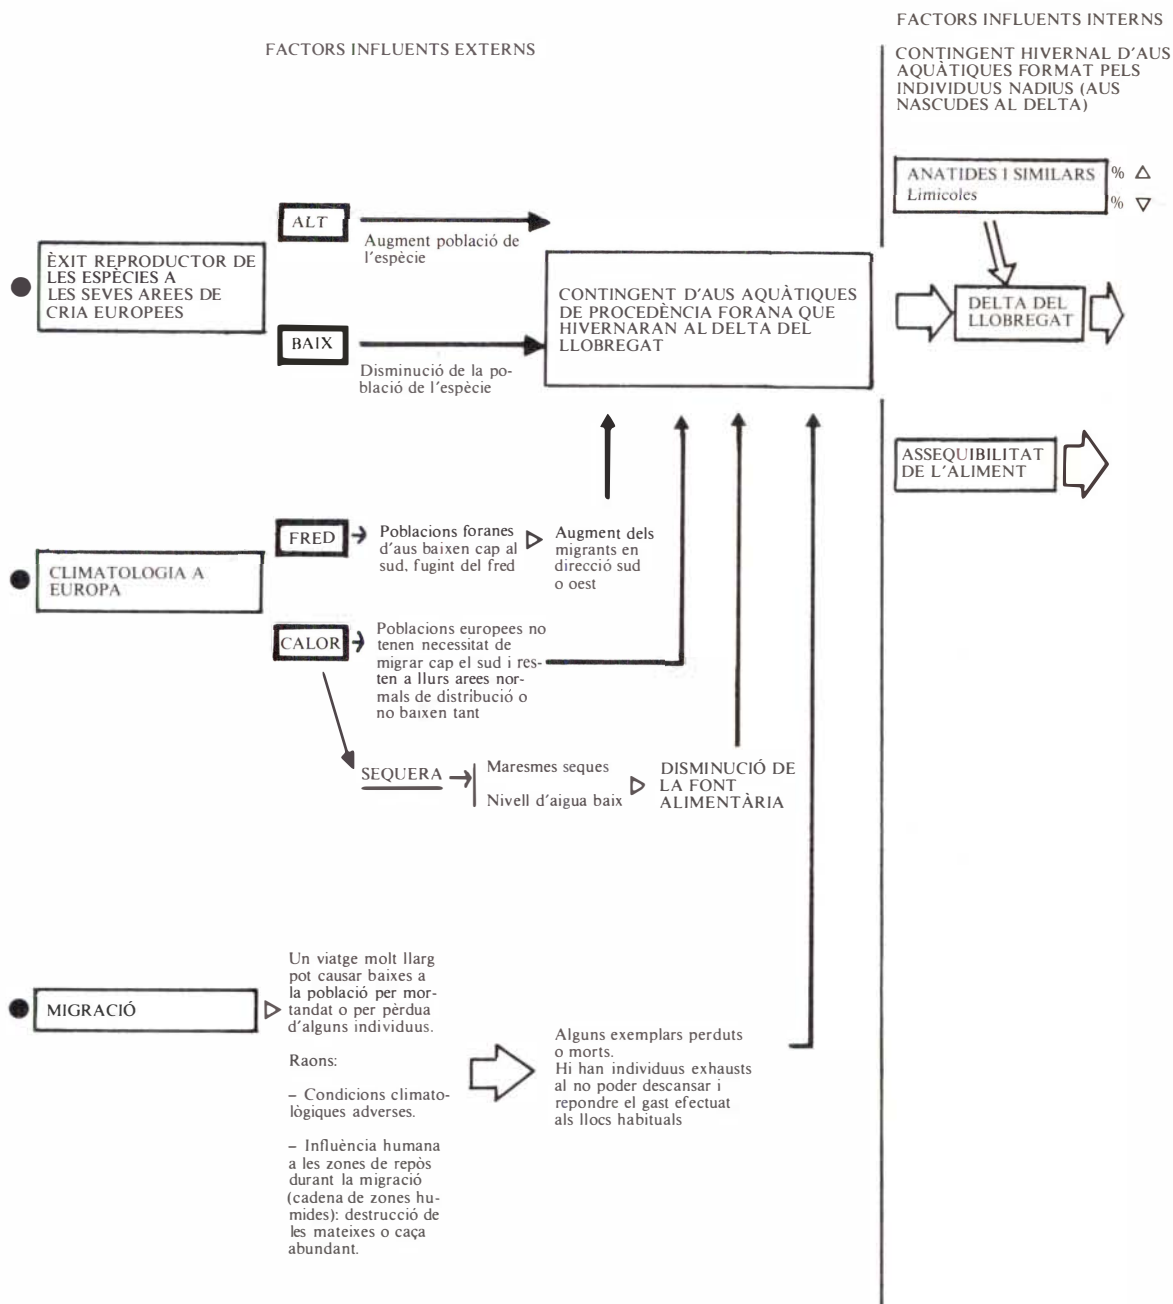 FACTORS INFLUENTS EXTERNS
ÈXIT REPRODUCTOR DE
LES ESPÈCIES A
LES SEVES AREES DE
CRIA EUROPEES
ALT
Augment població de
l'espècie
BAIX
Disminució de la po-
blació de l'espècie
CONTINGENT D'AUS AQUÀTIQUES
DE PROCEDÈNCIA FORANA QUE
HIVERNARAN AL DELTA DEL
LLOBREGAT
CLIMATOLOGIA A
EUROPA
FRED
Poblacions foranes
d'aus baixen cap al
sud, fugint del fred
Augment dels
migrants en
direcció sud
o oest
CALOR
Poblacions europees no
tenen necessitat de
migrar cap el sud i res-
ten a llurs arees nor-
mals de distribució o
no baixen tant
SEQUERA
Maresmes seques
Nivell d'aigua baix
DISMINUCIÓ DE
LA FONT
ALIMENTÀRIA
MIGRACIÓ
Un viatge molt llarg
pot causar baixes a
la població per mor-
tandat o per pèrdua
d'alguns individuus.
Raons:
– Condicions climato-
lògiques adverses.
– Influència humana
a les zones de repòs
durant la migració
(cadena de zones hu-
mides): destrucció de
les mateixes o caça
abundant.
Alguns exemplars perduts
o morts.
Hi han individuus exhausts
al no poder descansar i
repondre el gast efectuat
als llocs habituals
FACTORS INFLUENTS INTERNS
CONTINGENT HIVERNAL D'AUS
AQUÀTIQUES FORMAT PELS
INDIVIDUUS NADIUS (AUS
NASCUDES AL DELTA)
ANATIDES I SIMILARS %
Limicoles %
DELTA DEL
LLOBREGAT
ASSEQUIBILITAT
DE L'ALIMENT